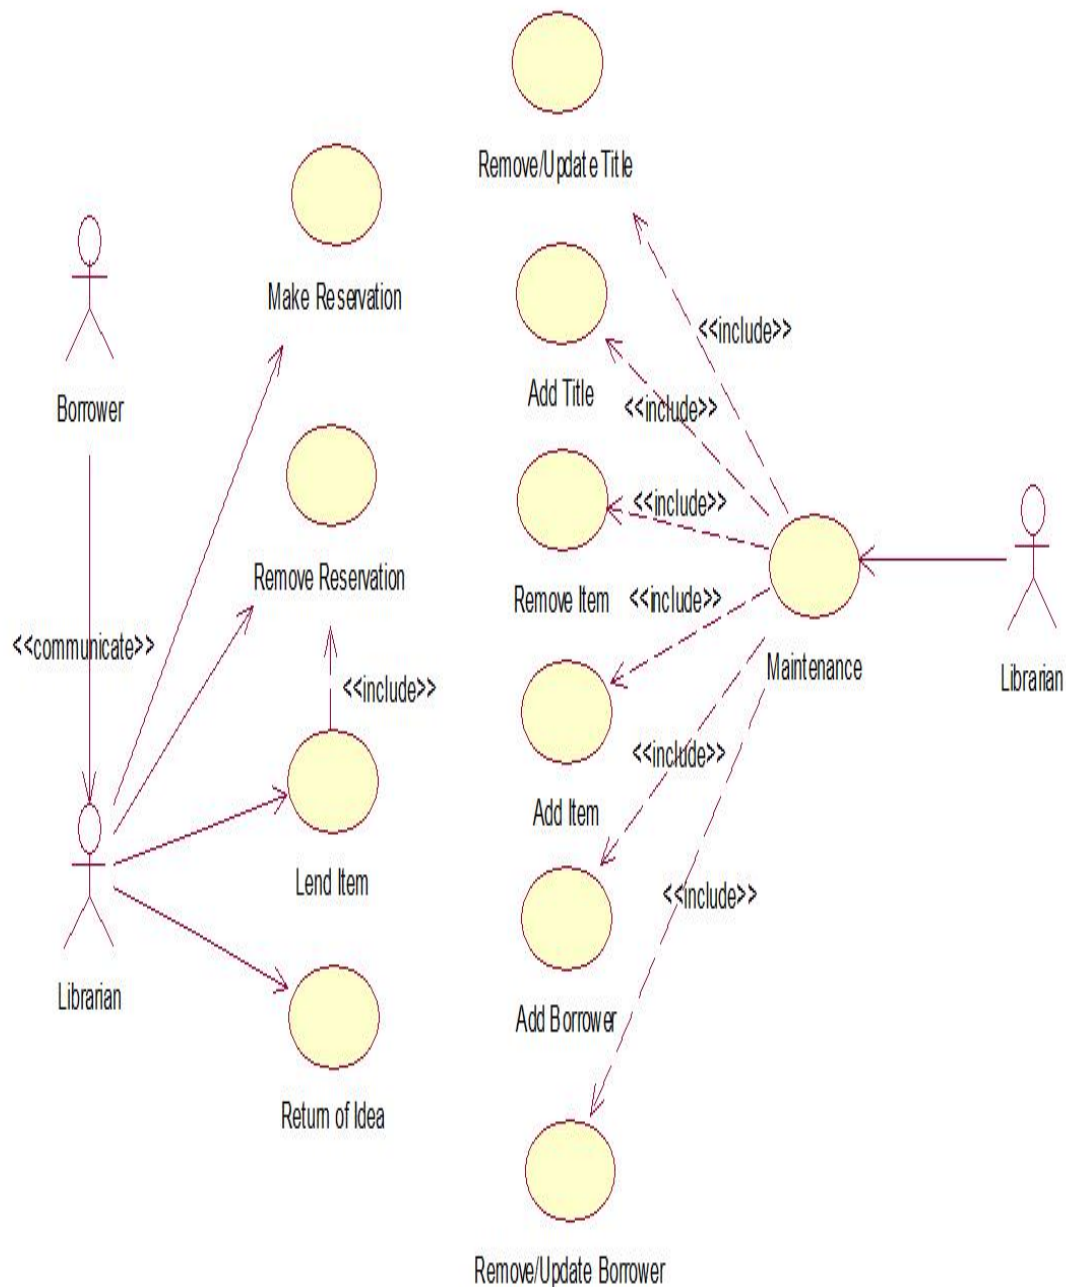 Remove/Update Title
Make Reservation
<<include>>
Add Title
Borrower
<<include>>
<<include>>
Remove Reservation
Remove Item
<<include>>
<<communicate>>
Maintenance
Librarian
<<include>>
<<include>>
Add Item
Lend Item
<<include>>
Librarian
Add Borrower
Return of Idea
Remove/Update Borrower